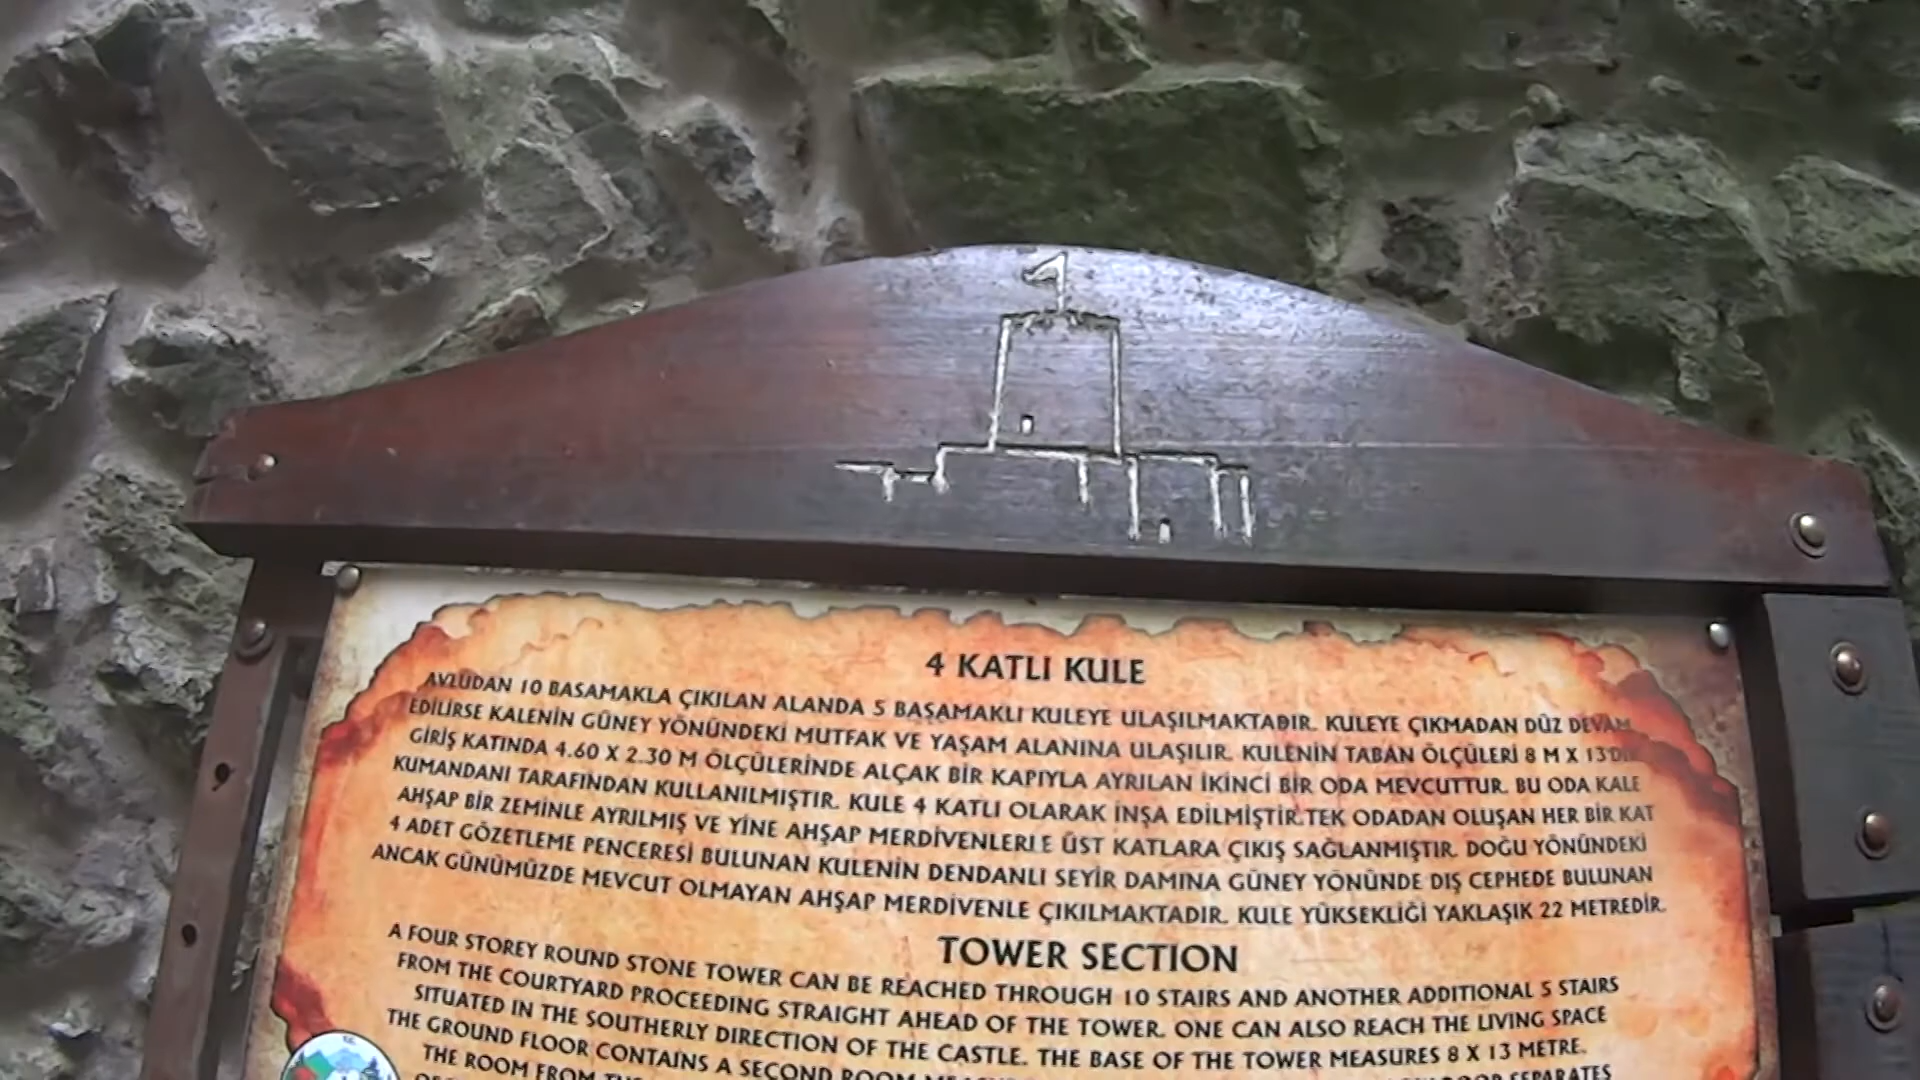 4 KATLI KULE
AVLUDAN 10 BASAMAKLA ÇIKILAN ALANDA 5 BAŞAMAKLI KULEYE ULAŞILMAKTADIR. KULEYE ÇIKMADAN DÜZ DEVAM
EDİLİRSE KALENİN GÜNEY YÖNÜNDEKİ MUTFAK VE YAŞAM ALANINA ULAŞILIR. KULENİN TABAN ÖLÇÜLERİ 8 M X 13'DİR.
GİRİŞ KATINDA 4.60 X 2.30 M ÖLÇÜLERİNDE ALÇAK BİR KAPIYLA AYRILAN İKİNCİ BİR ODA MEVCUTTUR. BU ODA KALE
KUMANDANI TARAFINDAN KULLANILMIŞTIR. KULE 4 KATLI OLARAK İNŞA EDİLMİŞTİR.TEK ODADAN OLUŞAN HER BİR KAT
AHŞAP BİR ZEMİNLE AYRILMIŞ VE YİNE AHŞAP MERDİVENLERLE ÜST KATLARA ÇIKIŞ SAĞLANMIŞTIR. DOĞU YÖNÜNDEKİ
4 ADET GÖZETLEME PENCERESİ BULUNAN KULENİN DENDANLI SEYİR DAMINA GÜNEY YÖNÜNDE DIŞ CEPHEDE BULUNAN
ANCAK GÜNÜMÜZDE MEVCUT OLMAYAN AHŞAP MERDİVENLE ÇIKILMAKTADIR. KULE YÜKSEKLİĞİ YAKLAŞIK 22 METREDİR.
TOWER SECTION
A FOUR STOREY ROUND STONE TOWER CAN BE REACHED THROUGH 10 STAIRS AND ANOTHER ADDITIONAL 5 STAIRS
FROM THE COURTYARD PROCEEDING STRAIGHT AHEAD OF THE TOWER. ONE CAN ALSO REACH THE LIVING SPACE
SITUATED IN THE SOUTHERLY DIRECTION OF THE CASTLE. THE BASE OF THE TOWER MEASURES 8 X 13 METRE.
THE GROUND FLOOR CONTAINS A SECOND ROOM
SEPARATES
THE ROOM FROM